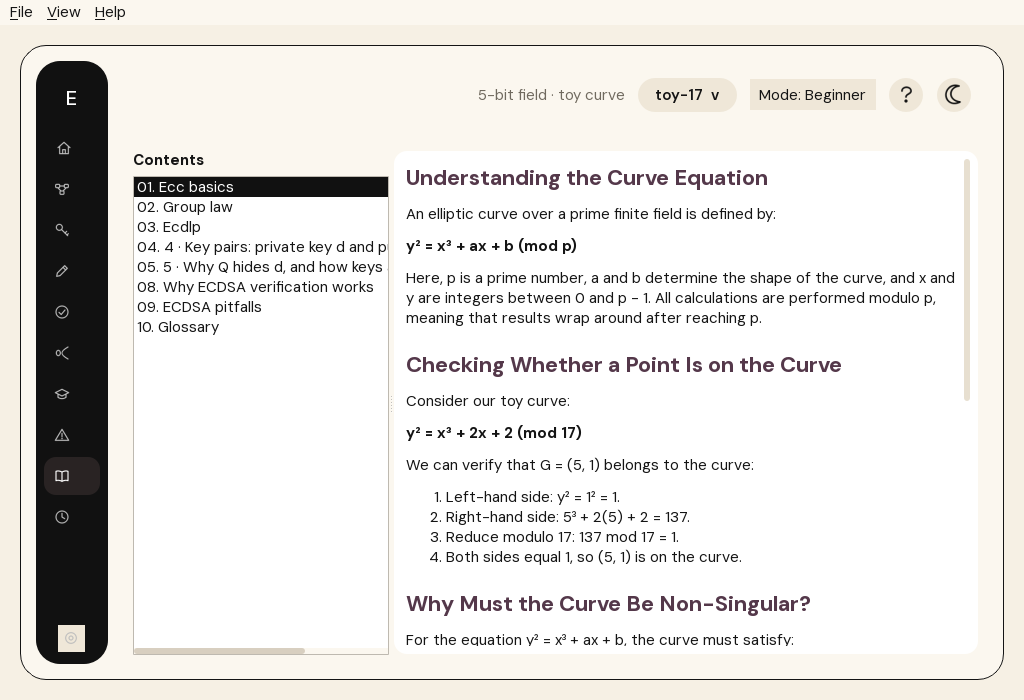 File View Help
E
5-bit field · toy curve
toy-17 v
Mode: Beginner
?
Contents
01. Ecc basics
02. Group law
03. Ecdlp
04. 4 · Key pairs: private key d and
05. 5 · Why Q hides d, and how keys
08. Why ECDSA verification works
09. ECDSA pitfalls
10. Glossary
Understanding the Curve Equation
An elliptic curve over a prime finite field is defined by:
y² = x³ + ax + b (mod p)
Here, p is a prime number, a and b determine the shape of the curve, and x and
y are integers between 0 and p - 1. All calculations are performed modulo p,
meaning that results wrap around after reaching p.
Checking Whether a Point Is on the Curve
Consider our toy curve:
y² = x³ + 2x + 2 (mod 17)
We can verify that G = (5, 1) belongs to the curve:
1. Left-hand side: y² = 1² = 1.
2. Right-hand side: 5³ + 2(5) + 2 = 137.
3. Reduce modulo 17: 137 mod 17 = 1.
4. Both sides equal 1, so (5, 1) is on the curve.
Why Must the Curve Be Non-Singular?
For the equation y² = x³ + ax + b, the curve must satisfy: